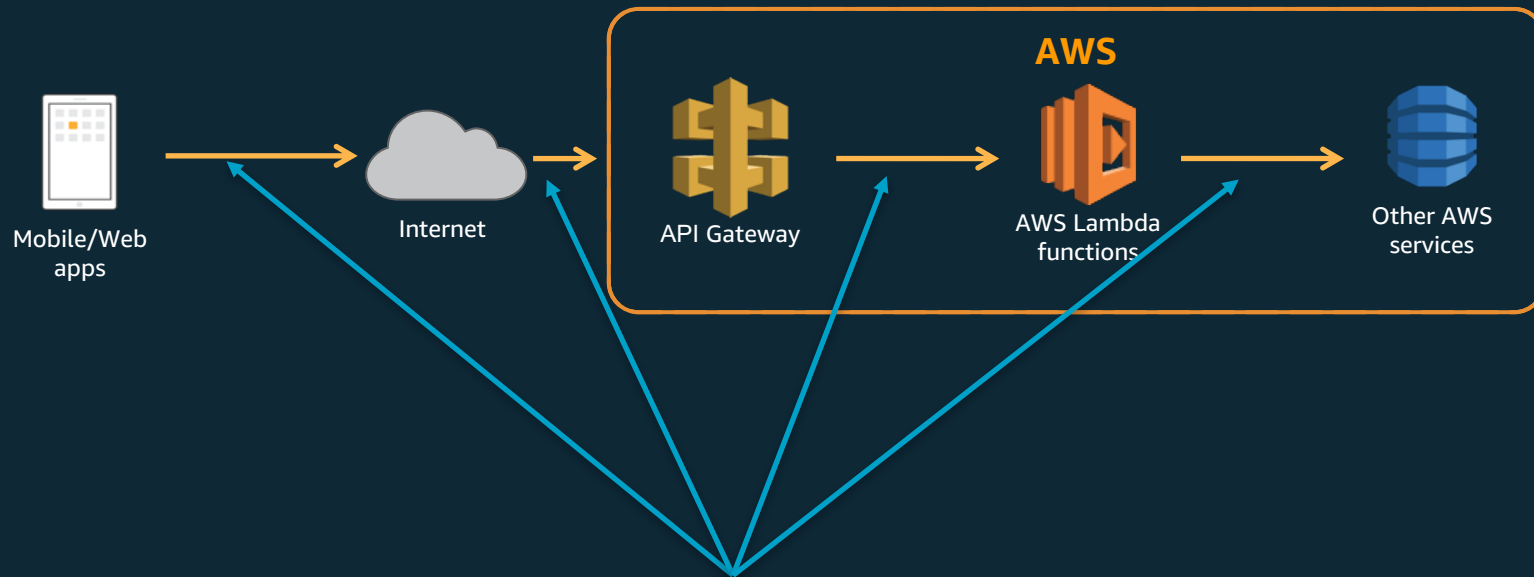 AWS
Mobile/Web
apps
Internet
API Gateway
AWS Lambda
functions
Other AWS
services